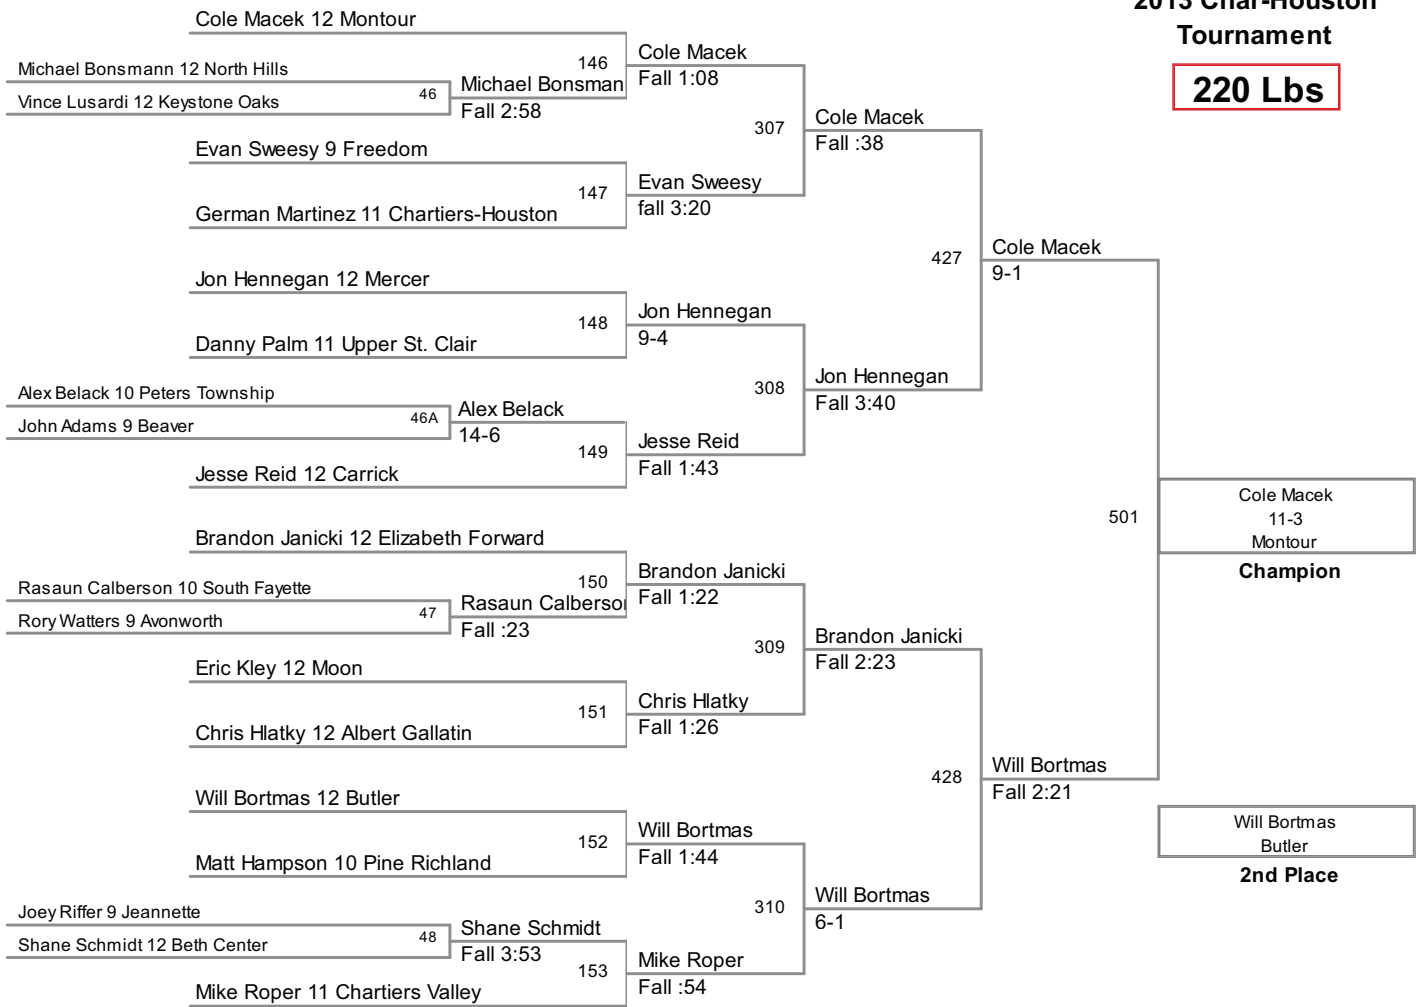 2013 Char-Houston
Tournament
220 Lbs
Cole Macek 12 Montour
Michael Bonsmann 12 North Hills
Vince Lusardi 12 Keystone Oaks
46
Michael Bonsman
Fall 2:58
146
Cole Macek
Fall 1:08
Evan Sweesy 9 Freedom
German Martinez 11 Chartiers-Houston
147
Evan Sweesy
fall 3:20
307
Cole Macek
Fall :38
Jon Hennegan 12 Mercer
Danny Palm 11 Upper St. Clair
148
Jon Hennegan
9-4
Alex Belack 10 Peters Township
John Adams 9 Beaver
46A
Alex Belack
14-6
Jesse Reid 12 Carrick
149
Jesse Reid
Fall 1:43
308
Jon Hennegan
Fall 3:40
427
Cole Macek
9-1
Brandon Janicki 12 Elizabeth Forward
Rasaun Calberson 10 South Fayette
Rory Watters 9 Avonworth
47
Rasaun Calberson
Fall :23
150
Brandon Janicki
Fall 1:22
Eric Kley 12 Moon
Chris Hlatky 12 Albert Gallatin
151
Chris Hlatky
Fall 1:26
309
Brandon Janicki
Fall 2:23
Will Bortmas 12 Butler
Matt Hampson 10 Pine Richland
152
Will Bortmas
Fall 1:44
Joey Riffer 9 Jeannette
Shane Schmidt 12 Beth Center
48
Shane Schmidt
Fall 3:53
Mike Roper 11 Chartiers Valley
153
Mike Roper
Fall :54
310
Will Bortmas
6-1
428
Will Bortmas
Fall 2:21
501
Cole Macek
11-3
Montour
Champion
Will Bortmas
Butler
2nd Place